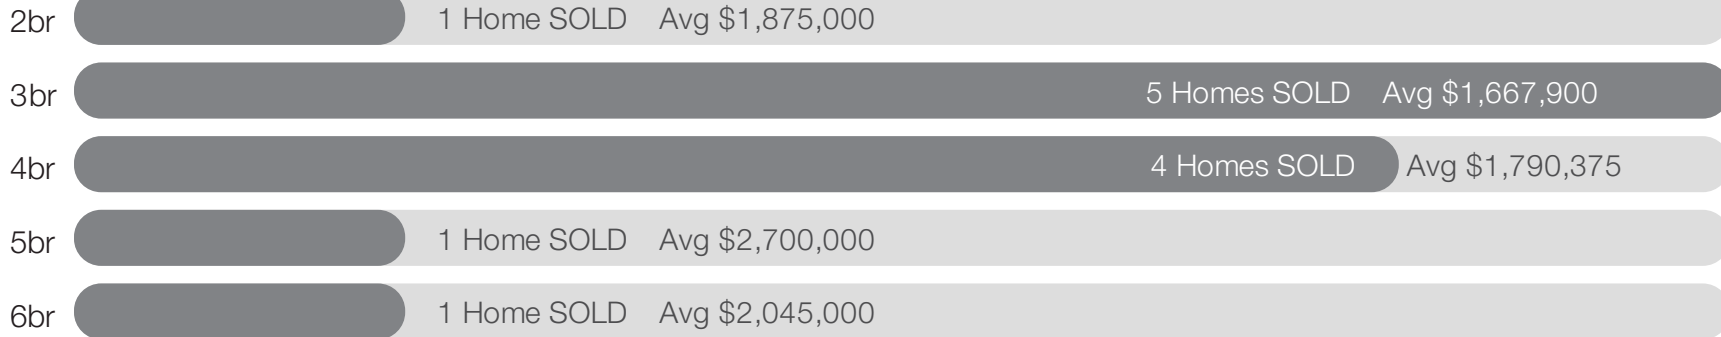 2br 1 Home SOLD Avg $1,875,000
3br 5 Homes SOLD Avg $1,667,900
4br 4 Homes SOLD Avg $1,790,375
5br 1 Home SOLD Avg $2,700,000
6br 1 Home SOLD Avg $2,045,000